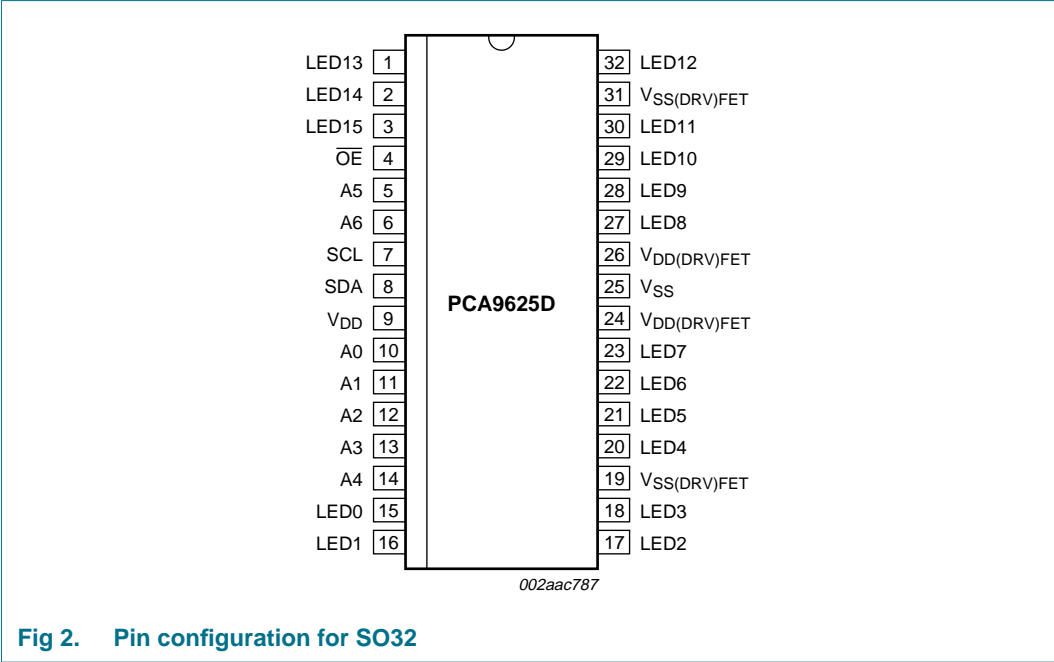 LED13 1 32 LED12
LED14 2 31 VSS(DRV)FET
LED15 3 30 LED11
O̅E̅ 4 29 LED10
A5 5 28 LED9
A6 6 27 LED8
SCL 7 26 VDD(DRV)FET
SDA 8 25 VSS
PCA9625D
VDD 9 24 VDD(DRV)FET
A0 10 23 LED7
A1 11 22 LED6
A2 12 21 LED5
A3 13 20 LED4
A4 14 19 VSS(DRV)FET
LED0 15 18 LED3
LED1 16 17 LED2
002aac787
Fig 2. Pin configuration for SO32